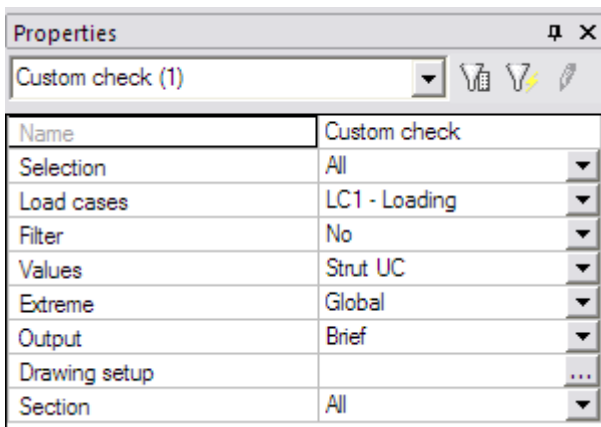 Properties
Custom check (1)
Name Custom check
Selection All
Load cases LC1 - Loading
Filter No
Values Strut UC
Extreme Global
Output Brief
Drawing setup ...
Section All